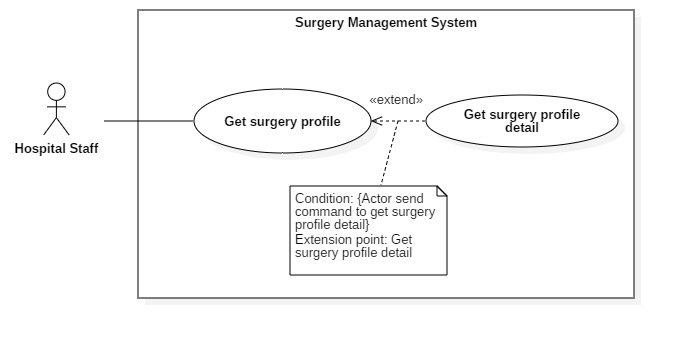 Surgery Management System
«extend»
Get surgery profile
Get surgery profile
detail
Hospital Staff
Condition: {Actor send
command to get surgery
profile detail}
Extension point: Get
surgery profile detail